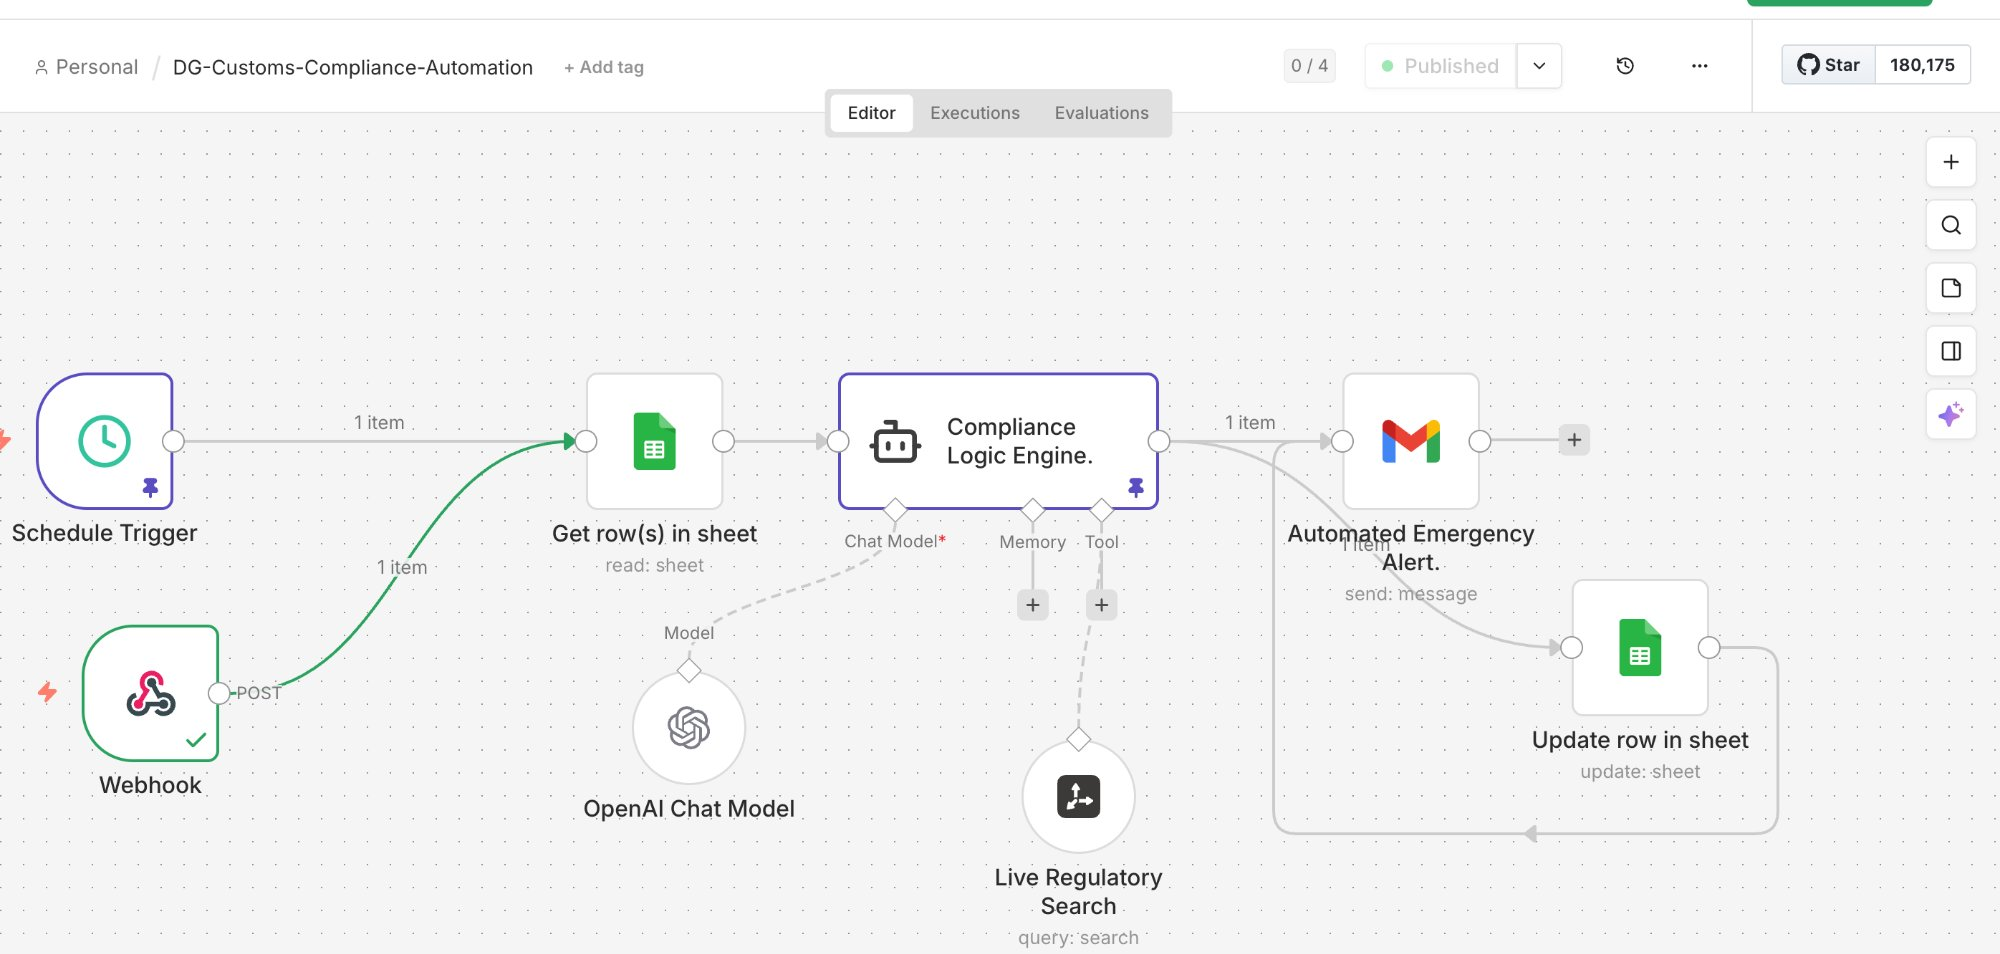 Personal / DG-Customs-Compliance-Automation + Add tag
0 / 4
Published
Star 180,175
Editor Executions Evaluations
1 item
Compliance
Logic Engine.
1 item
Schedule Trigger
Get row(s) in sheet
read: sheet
Chat Model*
Memory
Tool
Automated Emergency
Alert.
1 item
send: message
1 item
Model
POST
Webhook
OpenAI Chat Model
Update row in sheet
update: sheet
Live Regulatory
Search
query: search